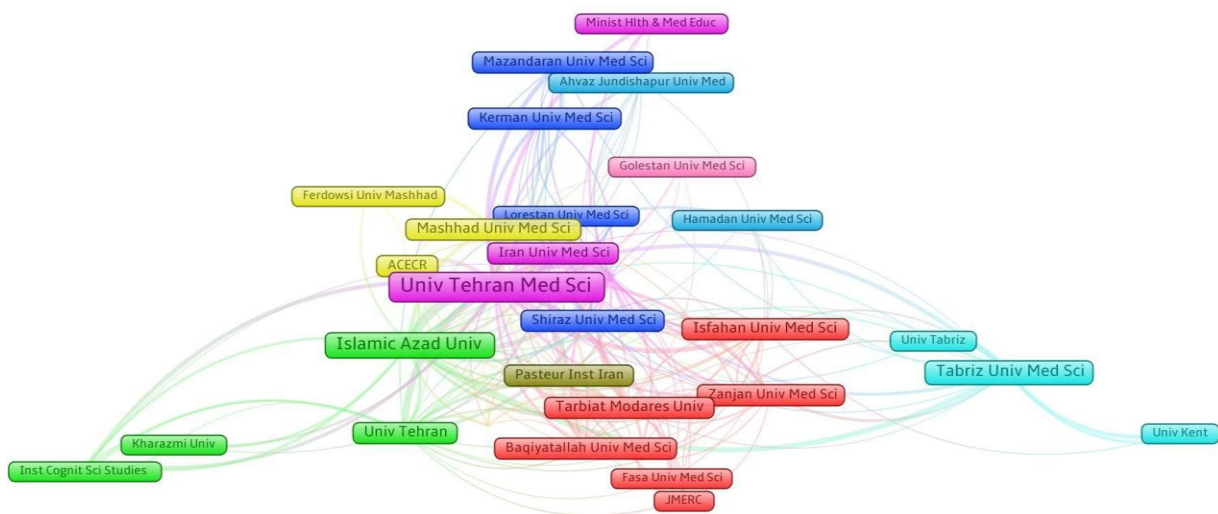 Minist Hlth & Med Educ
Mazandaran Univ Med Sci
Ahvaz Jundishapur Univ Med
Kerman Univ Med Sci
Golestan Univ Med Sci
Ferdowsi Univ Mashhad
Lorestan Univ Med Sci
Hamadan Univ Med Sci
Mashhad Univ Med Sci
Iran Univ Med Sci
ACECR
Univ Tehran Med Sci
Shiraz Univ Med Sci
Isfahan Univ Med Sci
Islamic Azad Univ
Univ Tabriz
Tabriz Univ Med Sci
Pasteur Inst Iran
Zanjan Univ Med Sci
Tarbiat Modares Univ
Univ Tehran
Univ Kent
Kharazmi Univ
Baqiyatallah Univ Med Sci
Inst Cognit Sci Studies
Fasa Univ Med Sci
JMERC